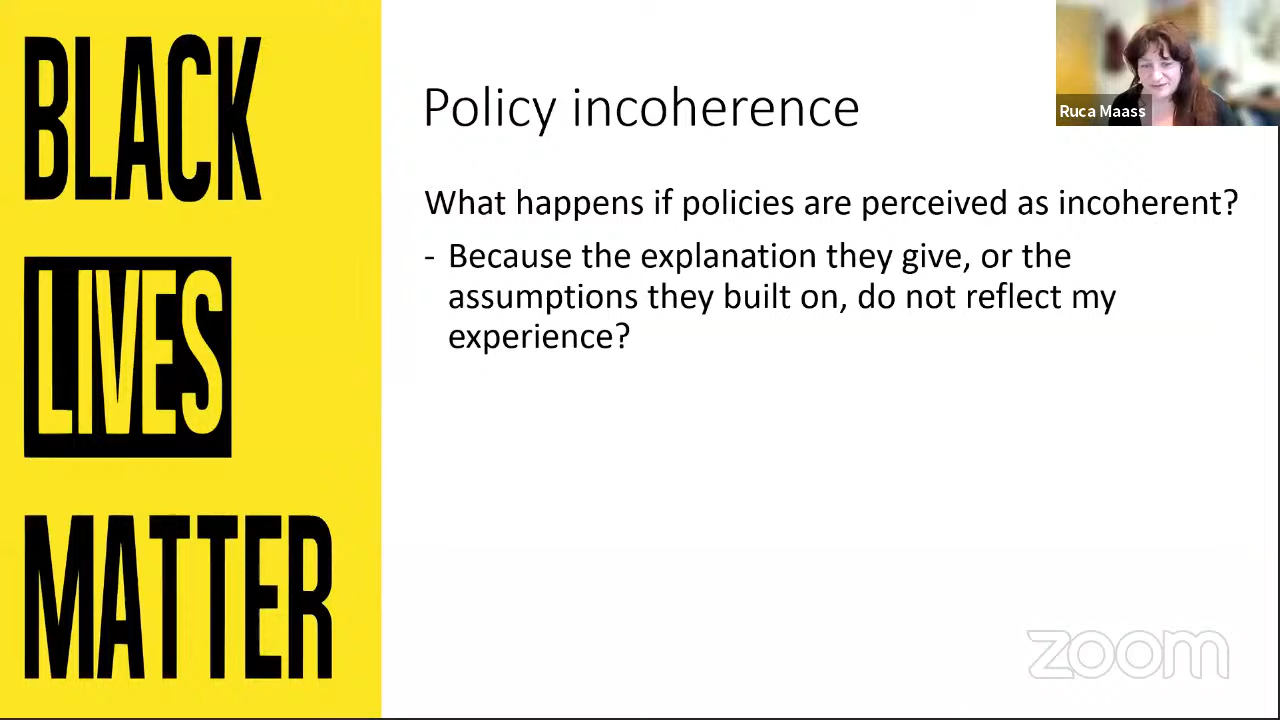 BLACK
LIVES
MATTER
Policy incoherence
Ruca Maass
What happens if policies are perceived as incoherent?
- Because the explanation they give, or the
assumptions they built on, do not reflect my
experience?
zoom